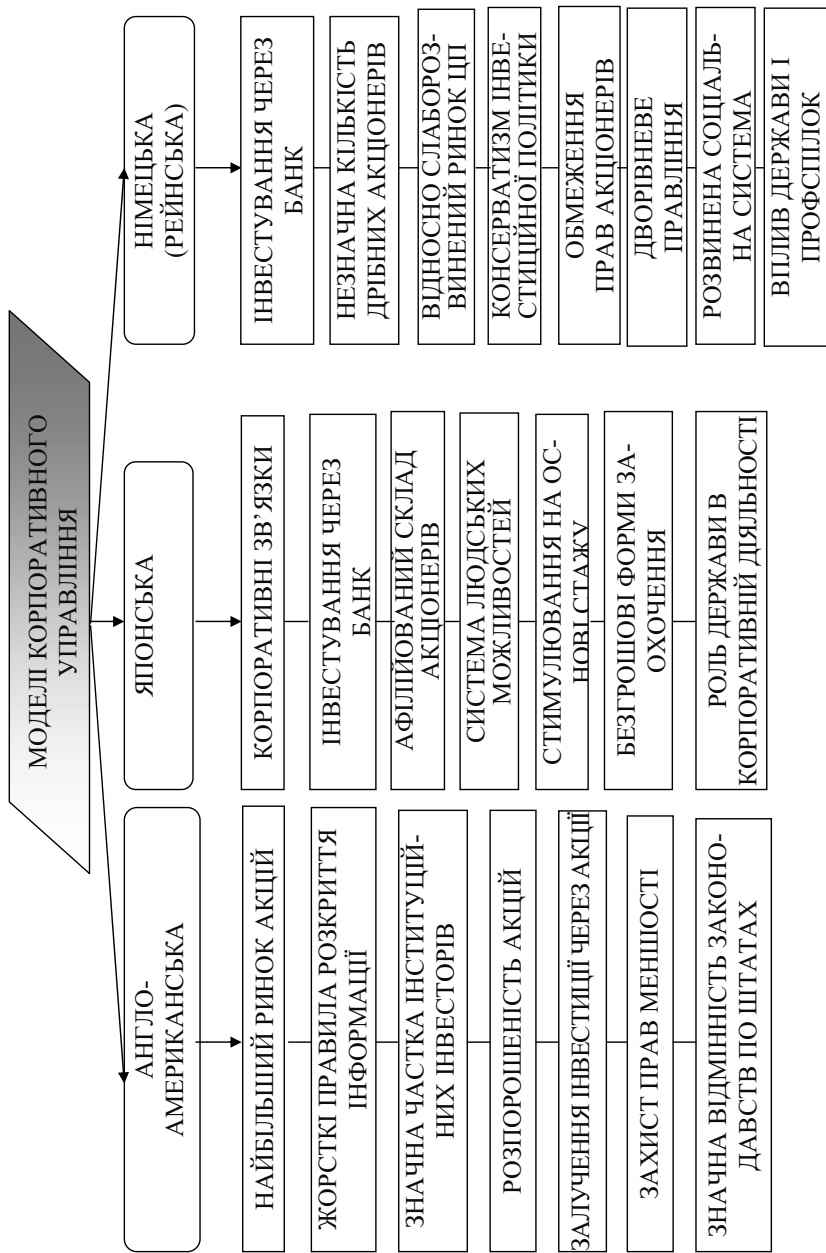 МОДЕЛІ КОРПОРАТИВНОГО
УПРАВЛІННЯ
АНГЛО-
АМЕРИКАНСЬКА
НАЙБІЛЬШИЙ РИНОК АКЦІЙ
ЖОРСТКІ ПРАВИЛА РОЗКРИТТЯ
ІНФОРМАЦІЇ
ЗНАЧНА ЧАСТКА ІНСТИТУЦІЙ-
НИХ ІНВЕСТОРІВ
РОЗПОРОШЕНІСТЬ АКЦІЙ
ЗАЛУЧЕННЯ ІНВЕСТИЦІЇ ЧЕРЕЗ АКЦІЇ
ЗАХИСТ ПРАВ МЕНШОСТІ
ЗНАЧНА ВІДМІННІСТЬ ЗАКОНО-
ДАВСТВ ПО ШТАТАХ
ЯПОНСЬКА
КОРПОРАТИВНІ ЗВ’ЯЗКИ
ІНВЕСТУВАННЯ ЧЕРЕЗ
БАНК
АФІЛІЙОВАНИЙ СКЛАД
АКЦІОНЕРІВ
СИСТЕМА ЛЮДСЬКИХ
МОЖЛИВОСТЕЙ
СТИМУЛЮВАННЯ НА ОС-
НОВІ СТАЖУ
БЕЗГРОШОВІ ФОРМИ ЗА-
ОХОЧЕННЯ
РОЛЬ ДЕРЖАВИ В
КОРПОРАТИВНІЙ ДІЯЛЬНОСТІ
НІМЕЦЬКА
(РЕЙНСЬКА)
ІНВЕСТУВАННЯ ЧЕРЕЗ
БАНК
НЕЗНАЧНА КІЛЬКІСТЬ
ДРІБНИХ АКЦІОНЕРІВ
ВІДНОСНО СЛАБОРОЗ-
ВИНЕНИЙ РИНОК ЦП
КОНСЕРВАТИЗМ ІНВЕ-
СТИЦІЙНОЇ ПОЛІТИКИ
ОБМЕЖЕННЯ
ПРАВ АКЦІОНЕРІВ
ДВОРІВНЕВЕ
ПРАВЛІННЯ
РОЗВИНЕНА СОЦІАЛЬ-
НА СИСТЕМА
ВПЛИВ ДЕРЖАВИ І
ПРОФСПІЛОК